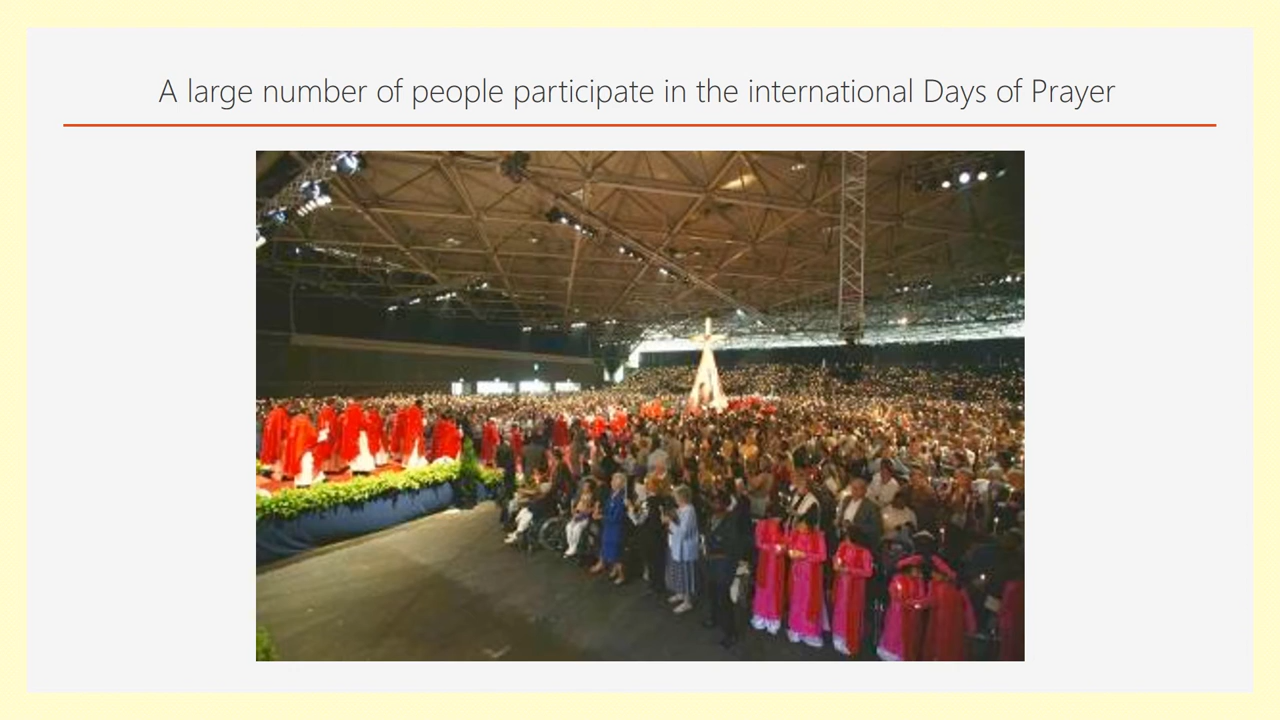 A large number of people participate in the international Days of Prayer